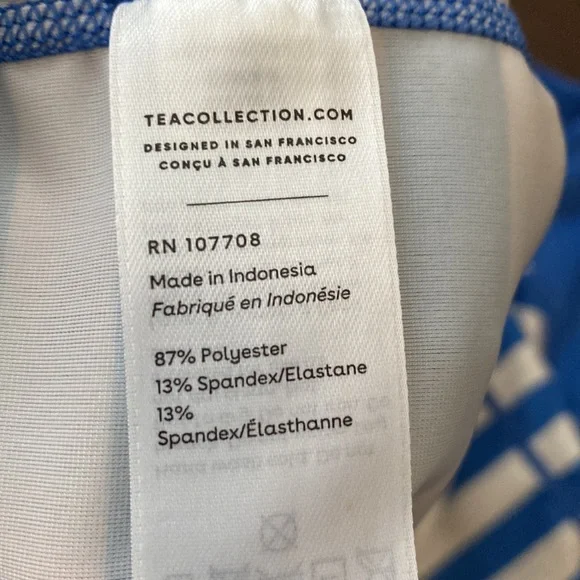 TEACOLLECTION.COM
DESIGNED IN SAN FRANCISCO
CONÇU À SAN FRANCISCO
RN 107708
Made in Indonesia
Fabriqué en Indonésie
87% Polyester
13% Spandex/Elastane
13%
Spandex/Élasthanne